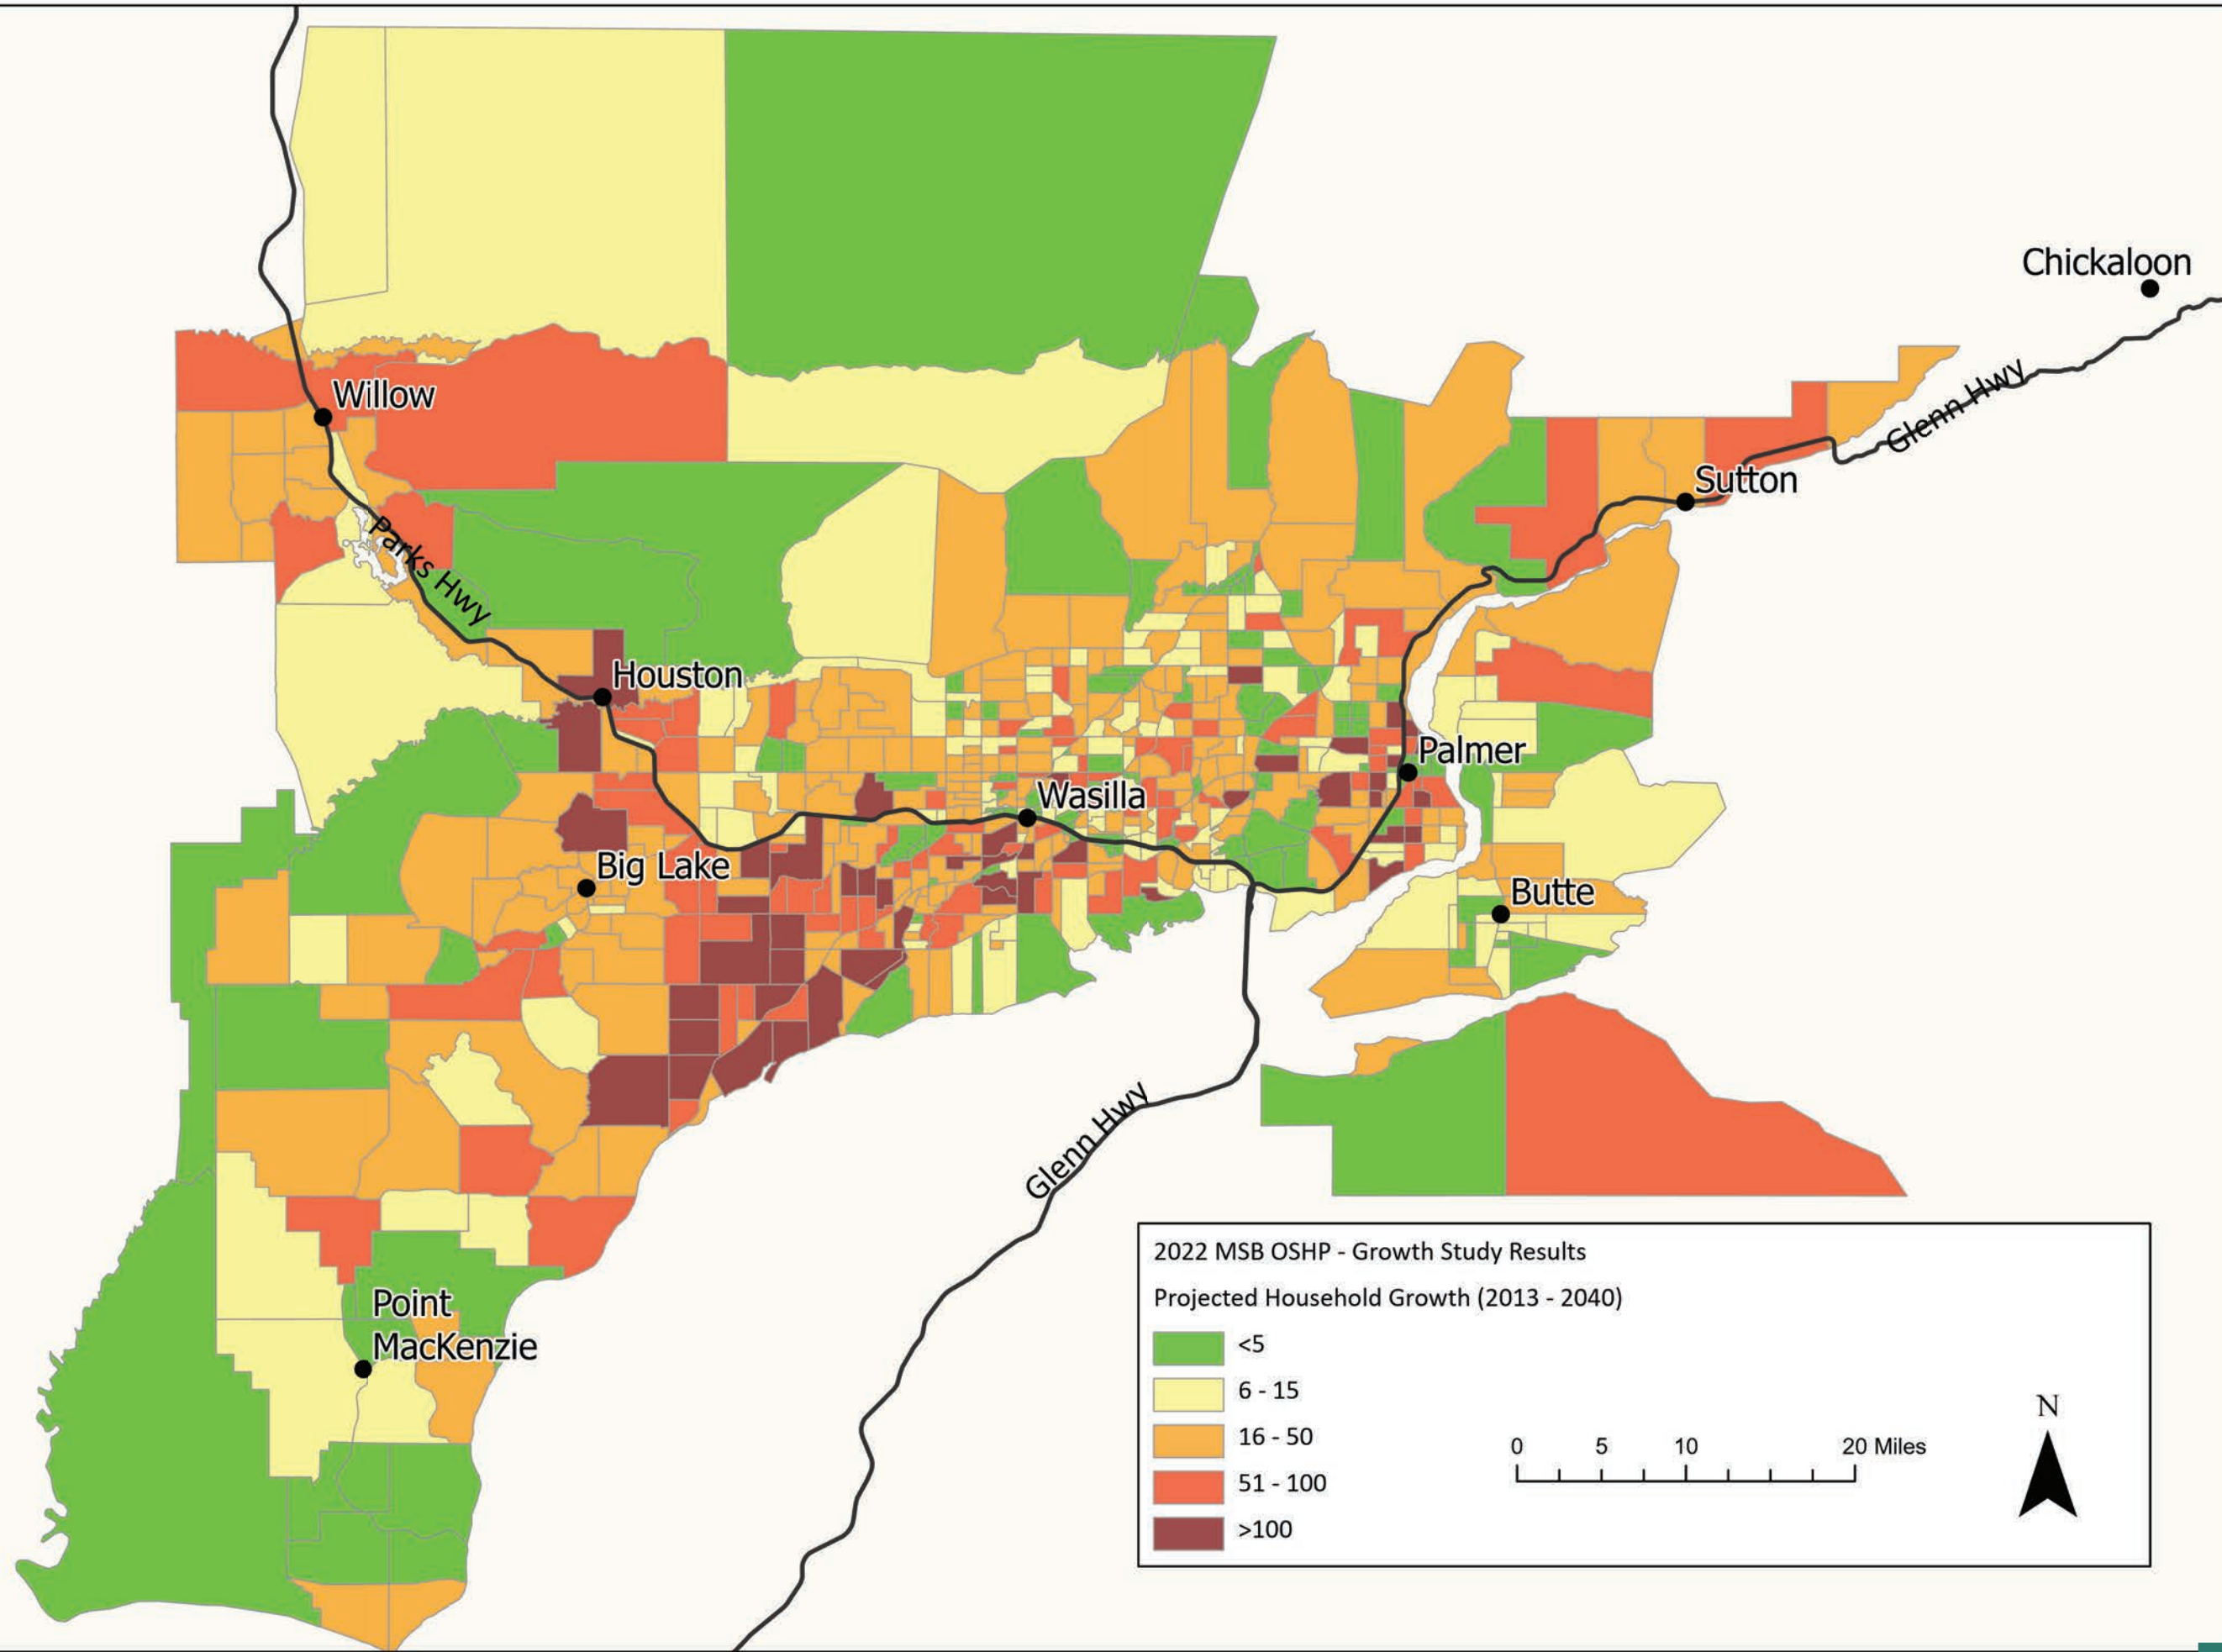 Chickaloon
Glenn Hwy
Willow
Sutton
Parks Hwy
Houston
Palmer
Wasilla
Big Lake
Butte
Glenn Hwy
Point
MacKenzie
2022 MSB OSHP - Growth Study Results
Projected Household Growth (2013 - 2040)
<5
6 - 15
16 - 50
51 - 100
>100
0 5 10 20 Miles
N